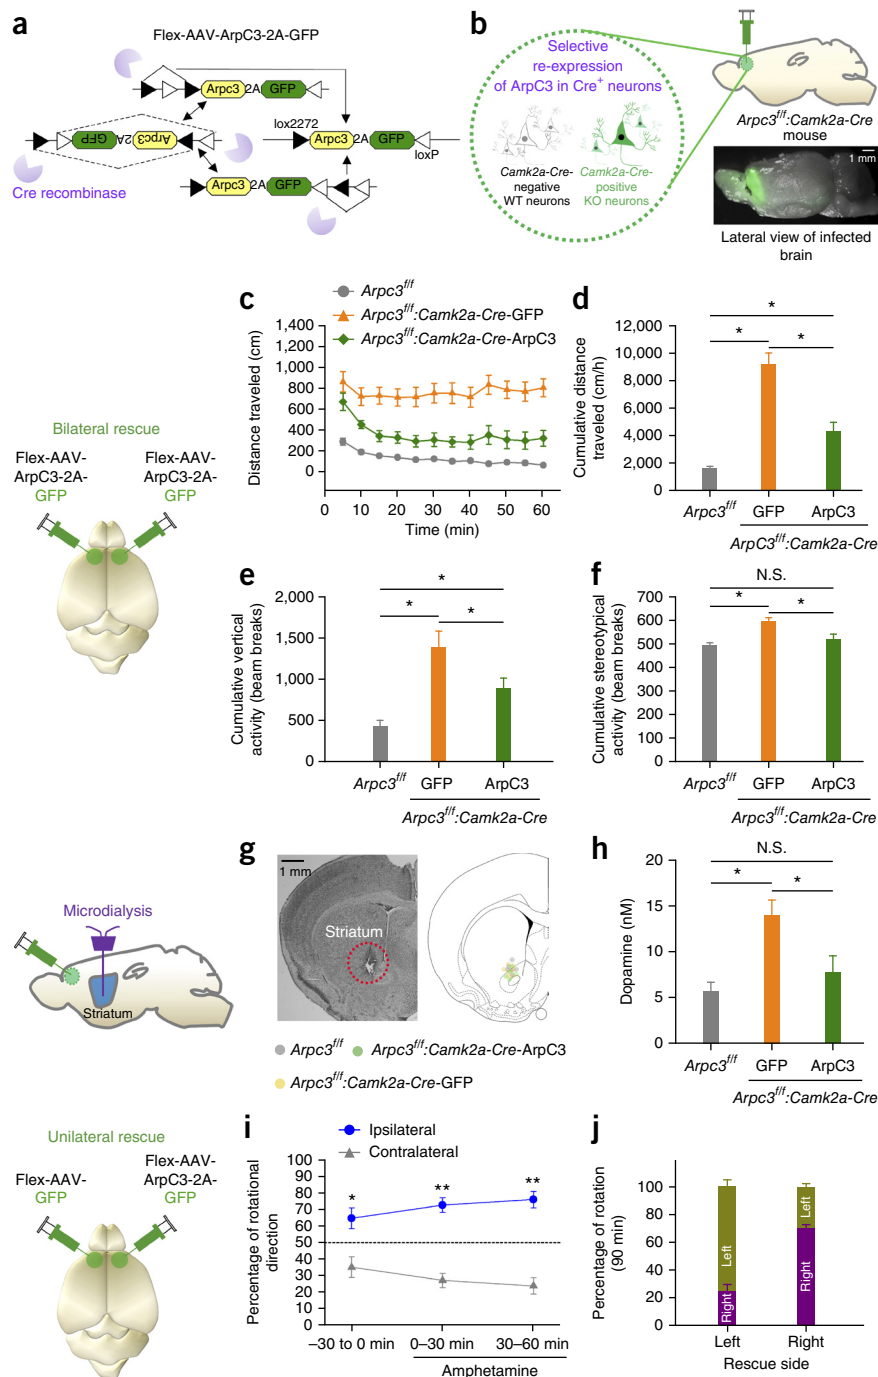 a
Flex-AAV-ArpC3-2A-GFP
Arpc3
2A
GFP
lox2272
GFP
2A
Arpc3
Arpc3
2A
GFP
loxP
Arpc3
2A
GFP
Cre recombinase
b
Selective
re-expression
of ArpC3 in Cre+ neurons
Camk2a-Cre-
negative
WT neurons
Camk2a-Cre-
positive
KO neurons
Arpc3f/f:Camk2a-Cre
mouse
1 mm
Lateral view of infected
brain
Bilateral rescue
Flex-AAV-
ArpC3-2A-
GFP
Flex-AAV-
ArpC3-2A-
GFP
c
Arpc3f/f
Arpc3f/f:Camk2a-Cre-GFP
Arpc3f/f:Camk2a-Cre-ArpC3
Distance traveled (cm)
1,400
1,200
1,000
800
600
400
200
0
0 10 20 30 40 50 60
Time (min)
d
Cumulative distance
traveled (cm/h)
12,000
10,000
8,000
6,000
4,000
2,000
0
*
* *
Arpc3f/f
GFP ArpC3
ArpC3f/f:Camk2a-Cre
e
Cumulative vertical
activity (beam breaks)
2,000
1,500
1,000
500
0
*
* *
Arpc3f/f
GFP ArpC3
Arpc3f/f:Camk2a-Cre
f
Cumulative stereotypical
activity (beam breaks)
700
600
500
400
300
200
100
0
N.S.
* *
Arpc3f/f
GFP ArpC3
Arpc3f/f:Camk2a-Cre
Microdialysis
Striatum
g
1 mm
Striatum
Arpc3f/f
Arpc3f/f:Camk2a-Cre-ArpC3
Arpc3f/f:Camk2a-Cre-GFP
h
Dopamine (nM)
20
15
10
5
0
N.S.
* *
Arpc3f/f
GFP ArpC3
Arpc3f/f:Camk2a-Cre
Unilateral rescue
Flex-AAV-
GFP
Flex-AAV-
ArpC3-2A-
GFP
i
Ipsilateral
Contralateral
Percentage of rotational
direction
100
90
80
70
60
50
40
30
20
10
0
* ** **
–30 to 0 min 0–30 min 30–60 min
Amphetamine
j
Percentage of rotation
(90 min)
100
80
60
40
20
0
Left
Right
Left
Right
Left Right
Rescue side